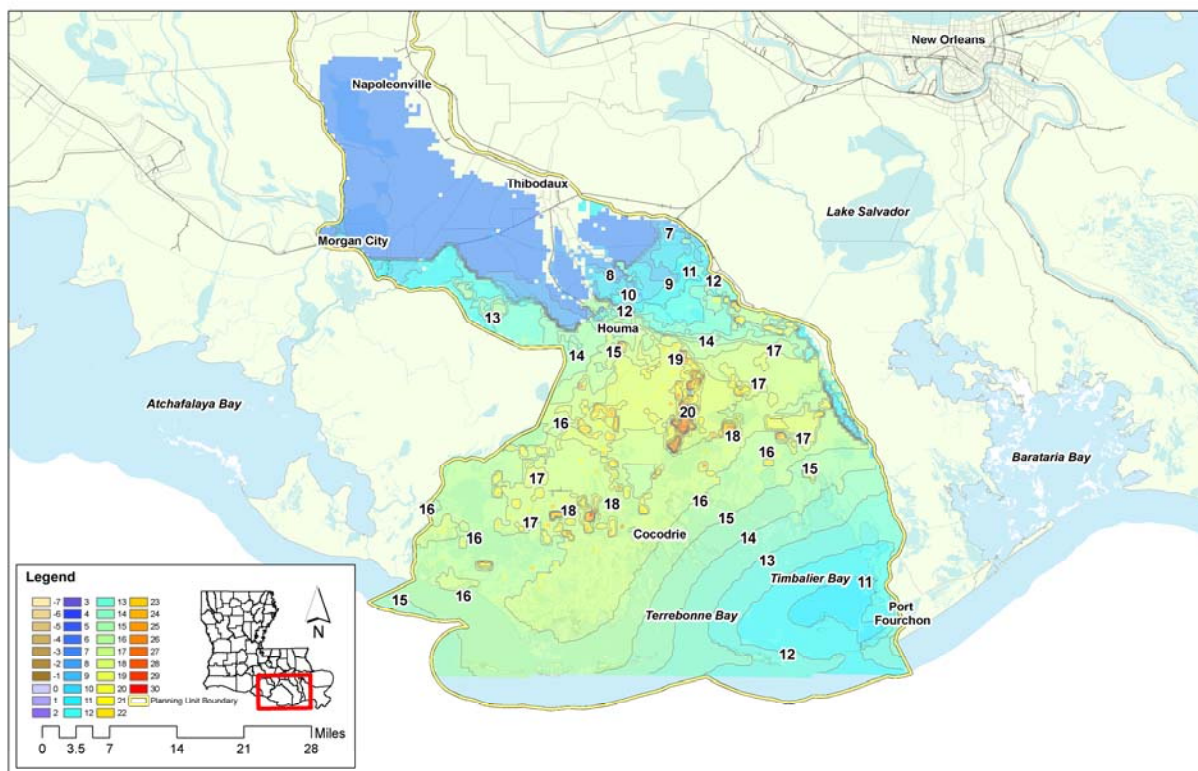 New Orleans
Napoleonville
Thibodaux
Lake Salvador
7
Morgan City
8
11
9
12
10
12
13
Houma
14
14
15
19
17
17
Atchafalaya Bay
20
16
18
17
16
15
Barataria Bay
17
16
18
18
16
17
15
16
Cocodrie
14
13
Timbalier Bay
11
15
16
Terrebonne Bay
Port
Fourchon
12
Legend
-7 3 13 23
-6 4 14 24
-5 5 15 25
-4 6 16 26
-3 7 17 27
-2 8 18 28
-1 9 19 29
0 10 20 30
1 11 21 Planning Unit Boundary
2 12 22
N
Miles
0 3.5 7 14 21 28